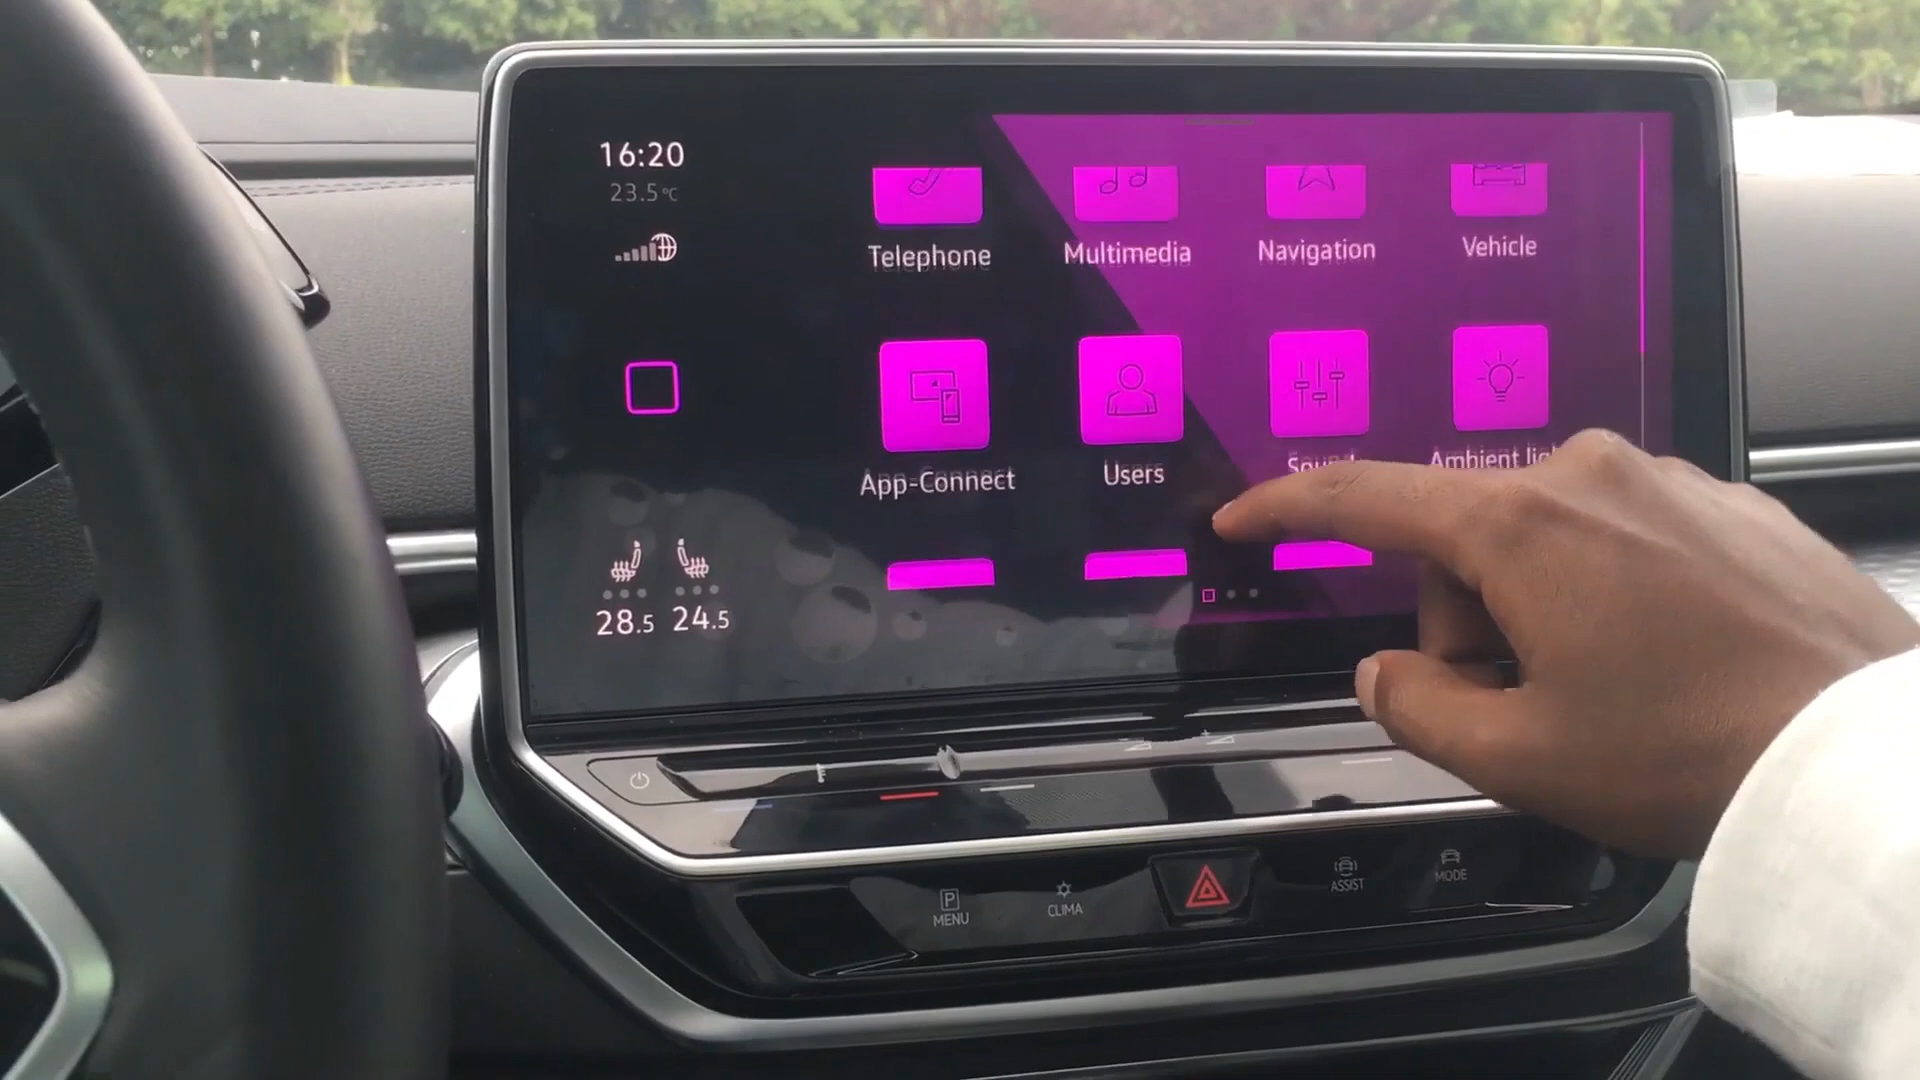 16:20
23.5°C
Telephone
Multimedia
Navigation
Vehicle
App-Connect
Users
Sound
Ambient lig
28.5
24.5
P
MENU
CLIMA
ASSIST
MODE